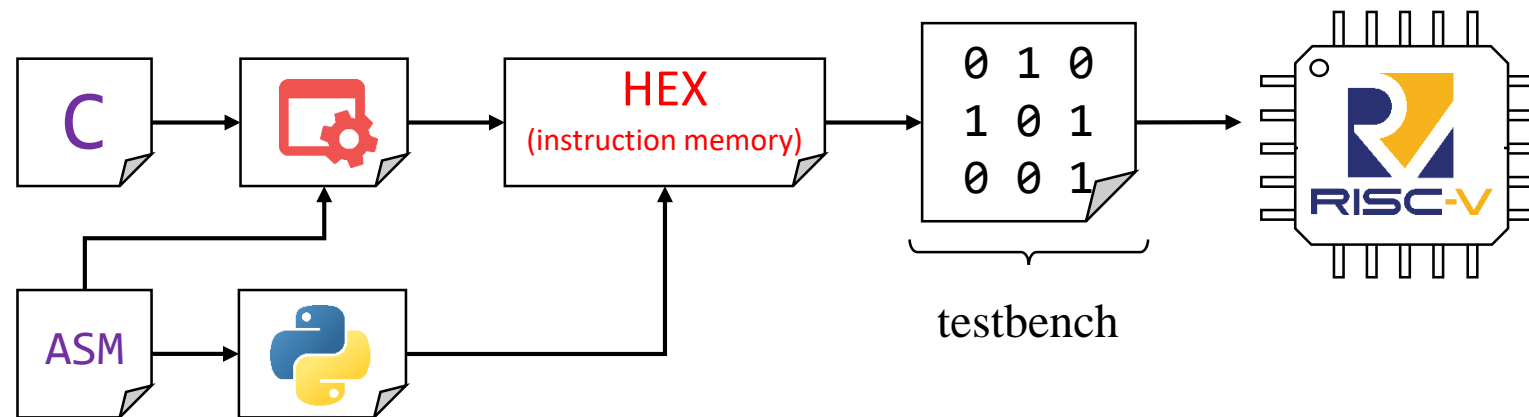 C
HEX
(instruction memory)
0 1 0
1 0 1
0 0 1
RISC-V
ASM
testbench